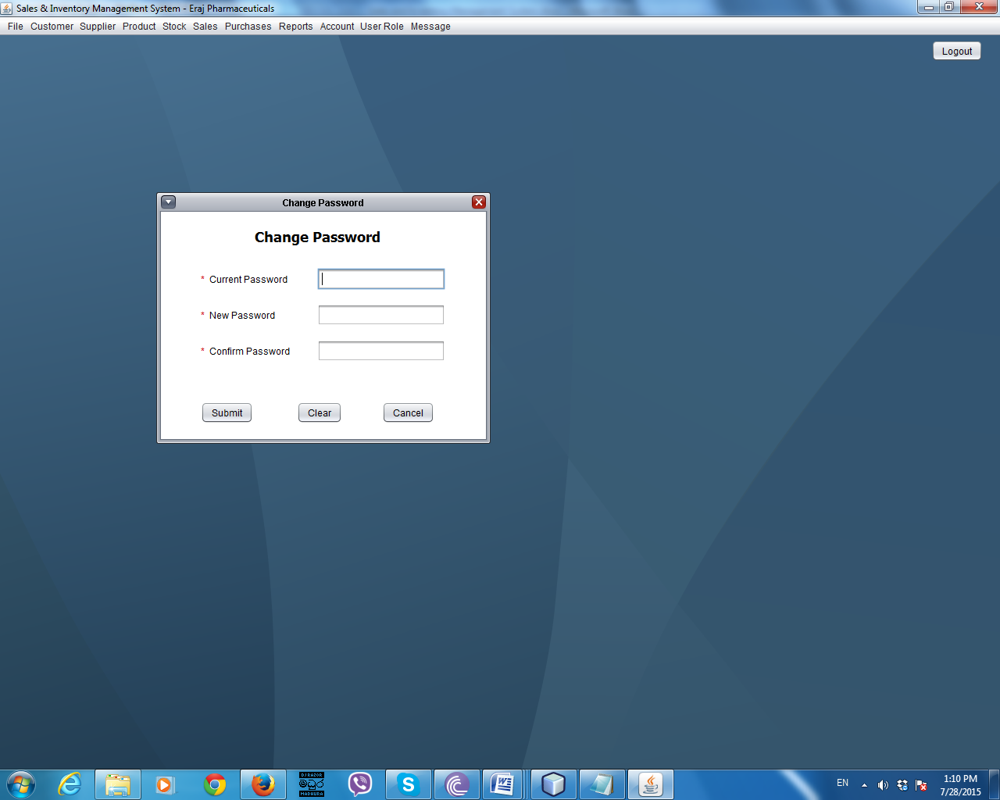 Sales & Inventory Management System - Eraj Pharmaceuticals
File Customer Supplier Product Stock Sales Purchases Reports Account User Role Message
Logout
Change Password
Change Password
* Current Password
* New Password
* Confirm Password
Submit Clear Cancel
DJ RAZOR
මධුර
MADHURA
EN
1:10 PM
7/28/2015